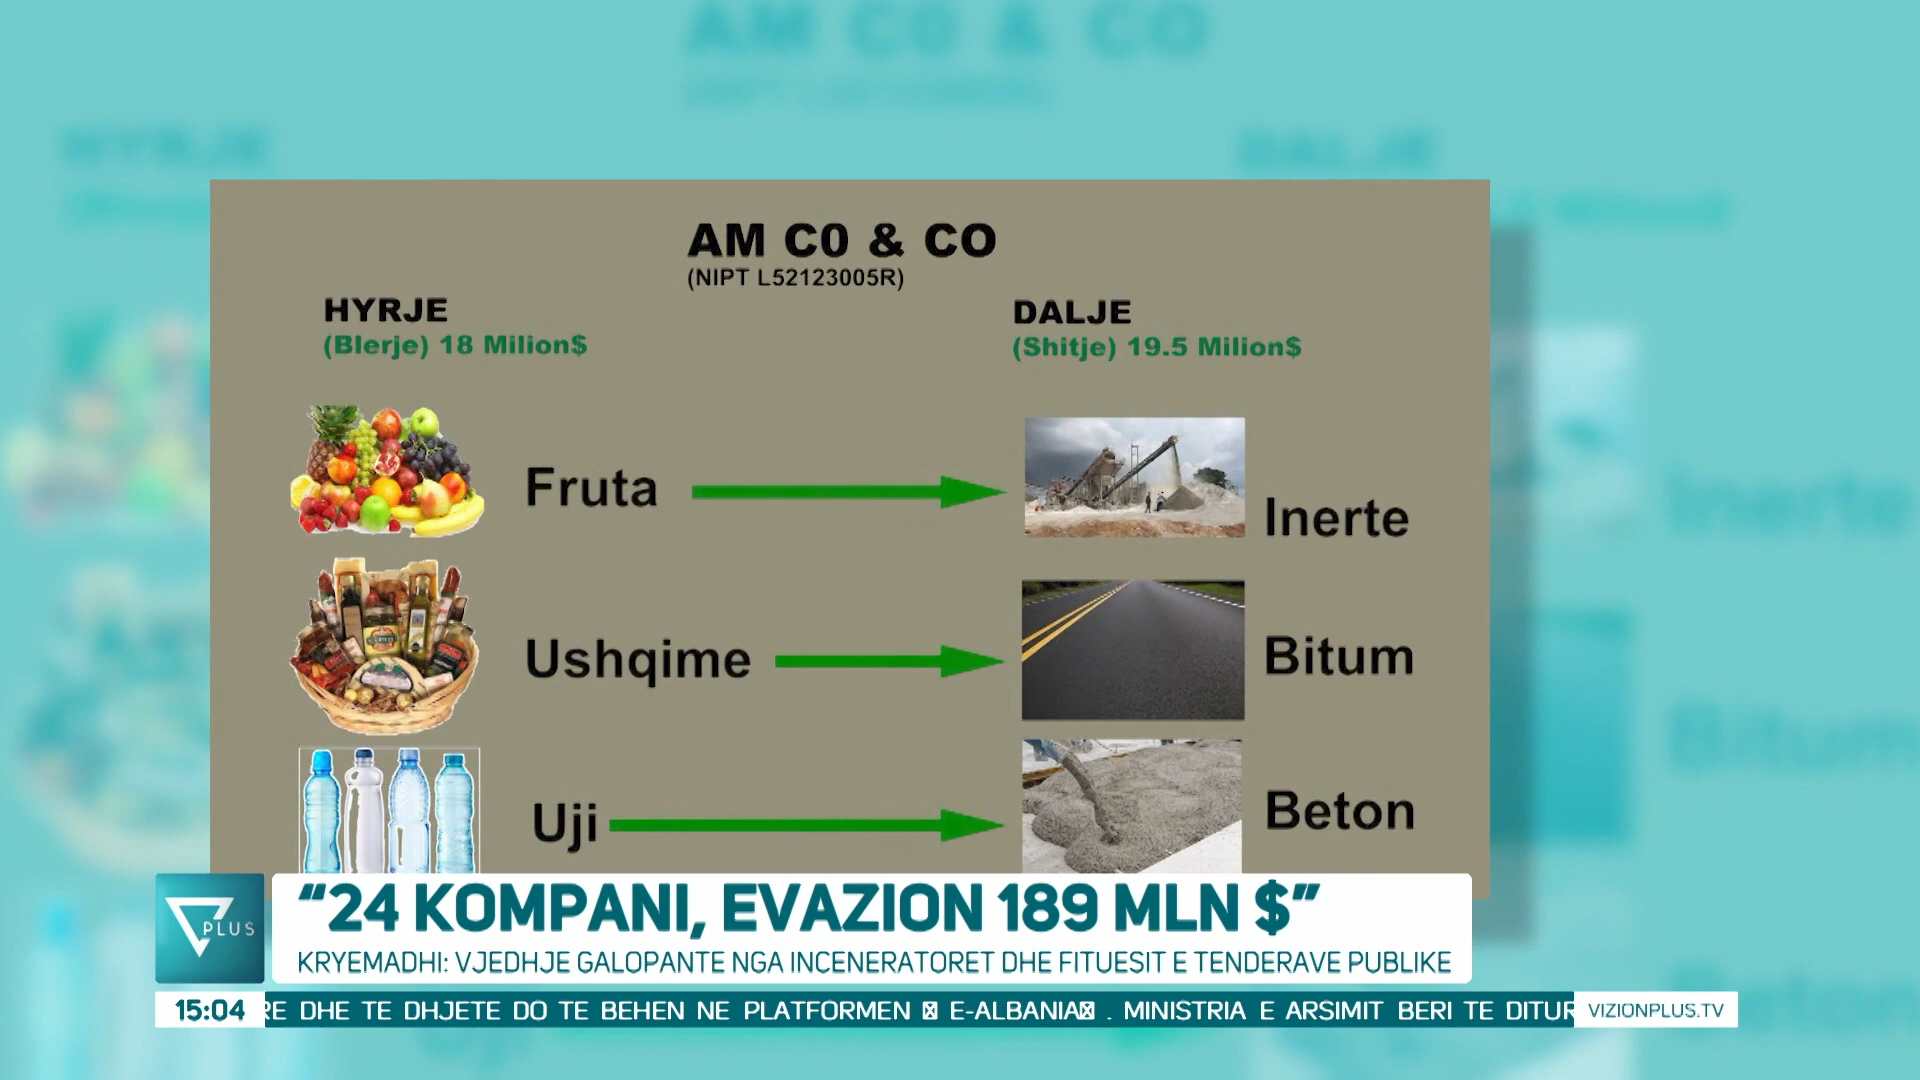 AM C0 & CO
(NIPT L52123005R)
HYRJE
(Blerje) 18 Milion$
DALJE
(Shitje) 19.5 Milion$
Fruta
Inerte
Ushqime
Bitum
Uji
Beton
“24 KOMPANI, EVAZION 189 MLN $”
PLUS
KRYEMADHI: VJEDHJE GALOPANTE NGA INCENERATORET DHE FITUESIT E TENDERAVE PUBLIKE
15:04
RE DHE TE DHJETE DO TE BEHEN NE PLATFORMEN E-ALBANIA . MINISTRIA E ARSIMIT BERI TE DITUR
VIZIONPLUS.TV